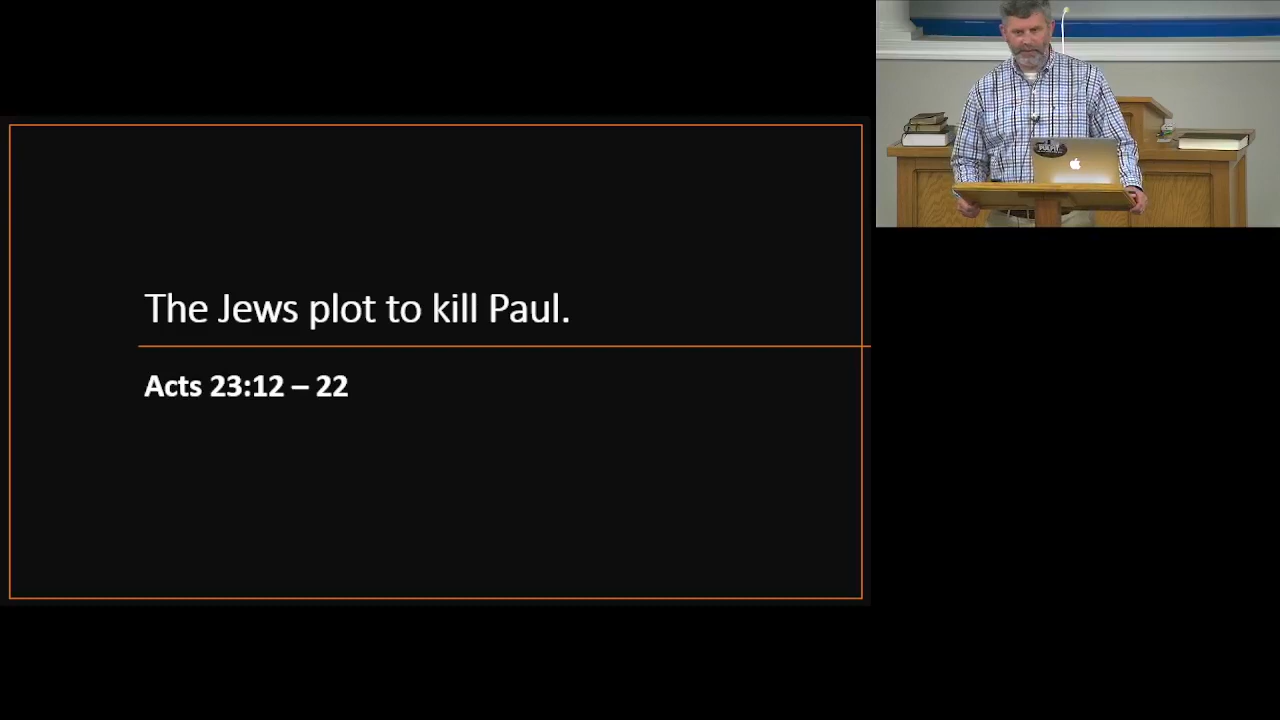 The Jews plot to kill Paul.
Acts 23:12 – 22